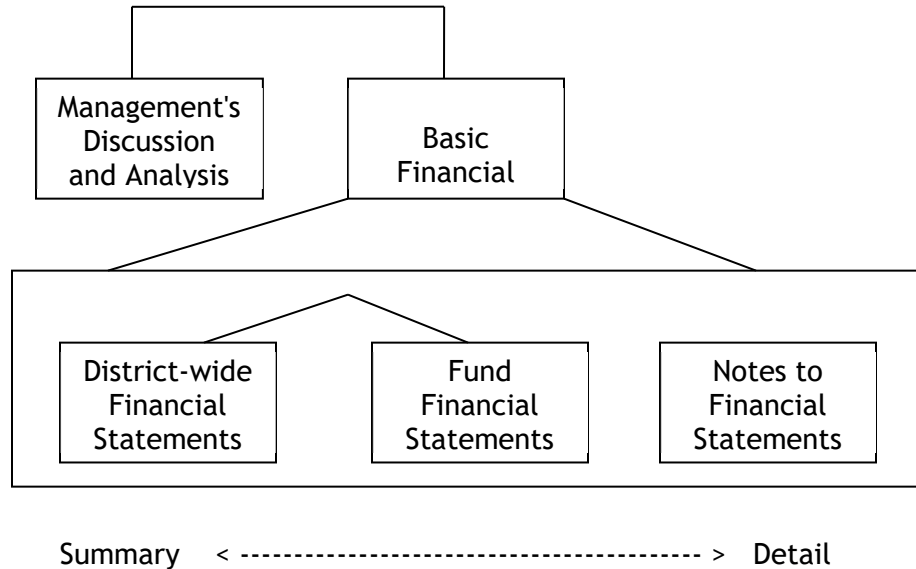 Management's
Discussion
and Analysis
Basic
Financial
District-wide
Financial
Statements
Fund
Financial
Statements
Notes to
Financial
Statements
Summary < ------------------------------------------- > Detail